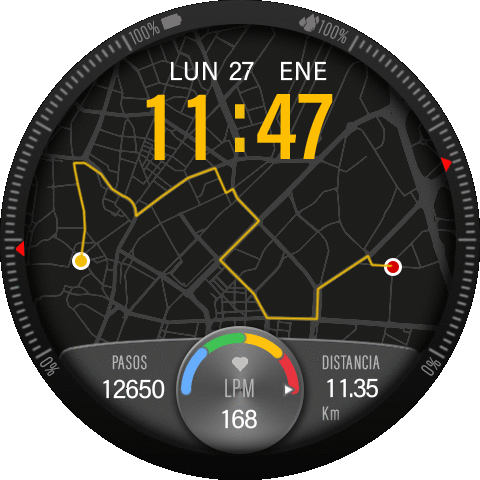 100% 100%
LUN 27 ENE
11:47
0% 0%
PASOS
12650
LPM
168
DISTANCIA
11.35
Km